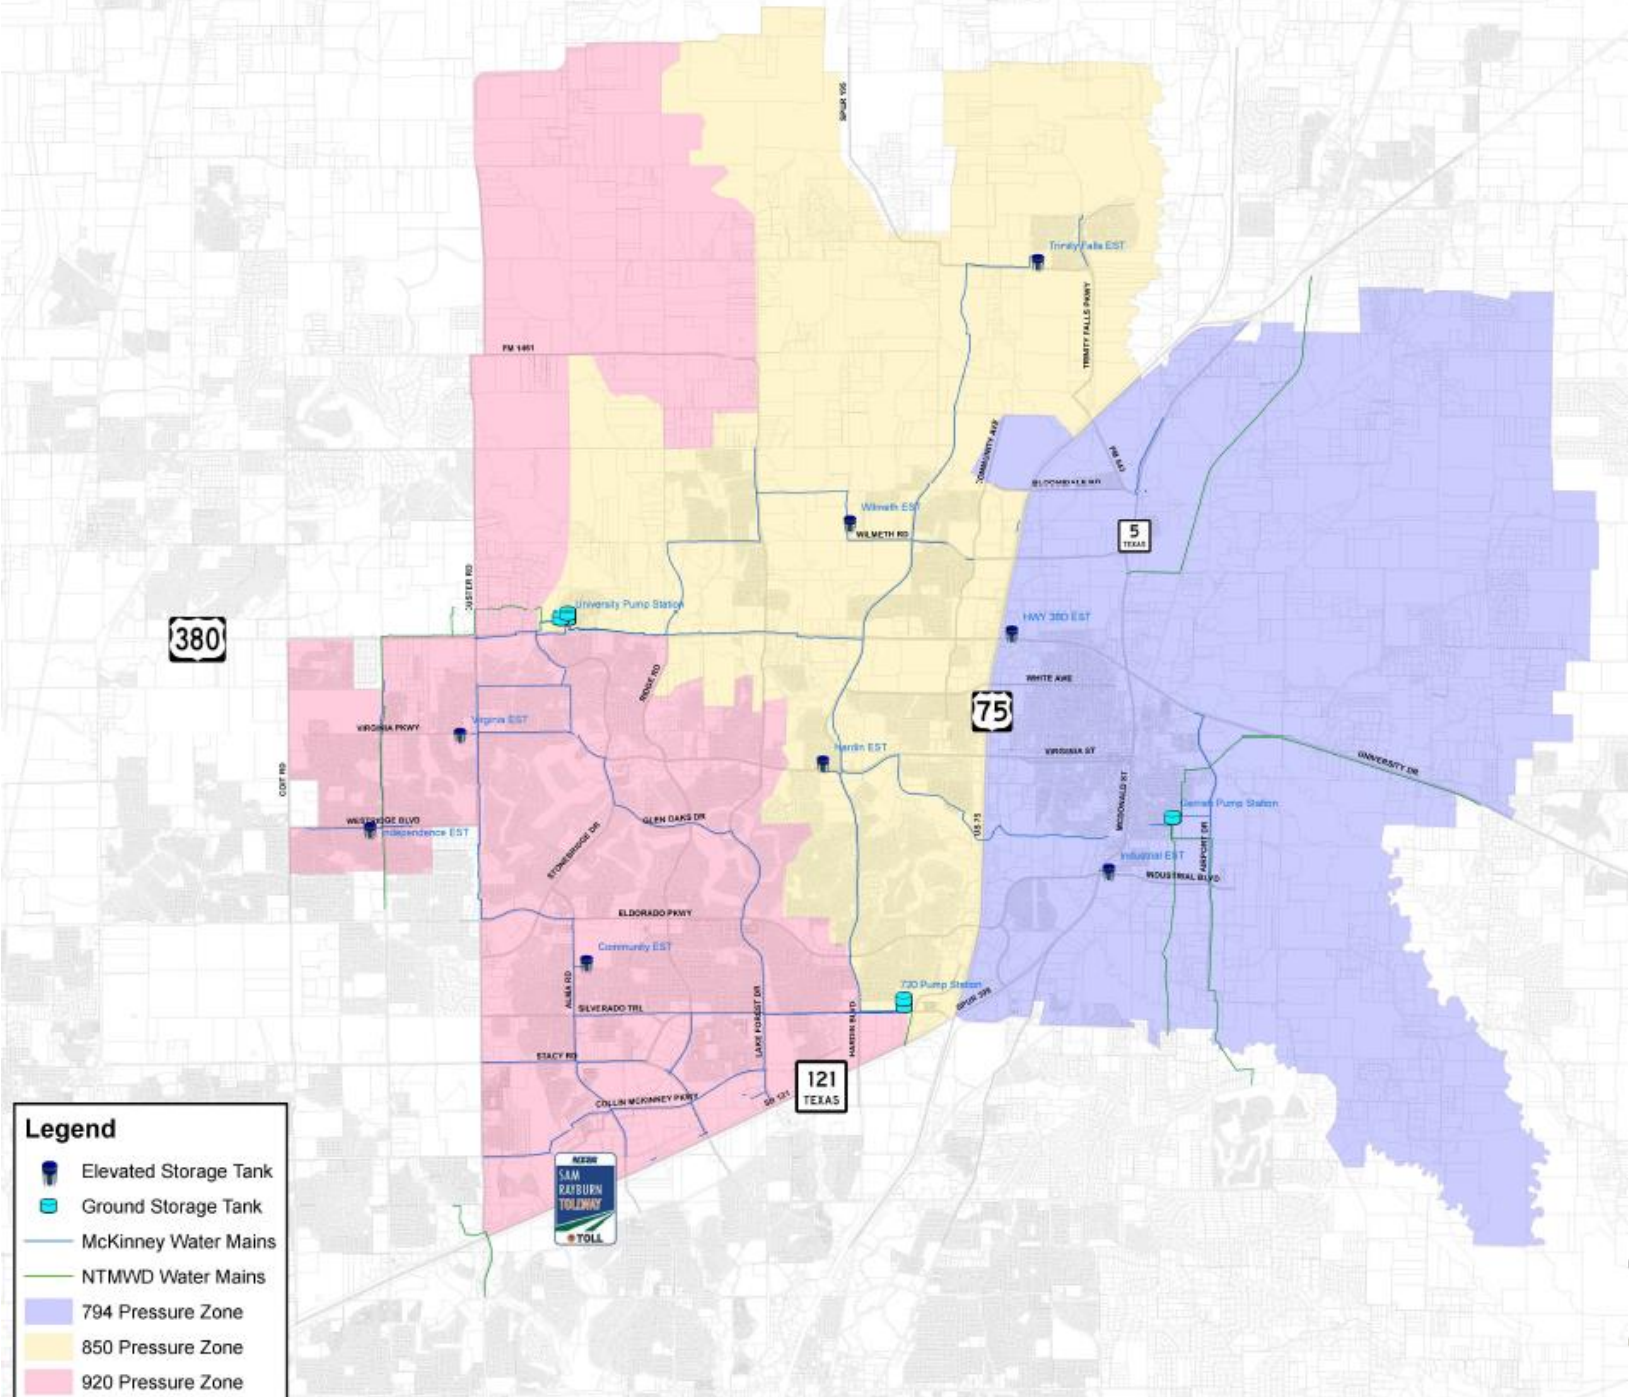 SPUR 195
Trinity Falls EST
TRINITY FALLS PKWY
FM 1461
COMMUNITY AVE
FM 543
BLOOMDALE RD
Wilmeth EST
WILMETH RD
5
TEXAS
CUSTER RD
University Pump Station
HWY 380 EST
380
RIDGE RD
WHITE AVE
75
Virginia EST
VIRGINIA PKWY
Hardin EST
VIRGINIA ST
UNIVERSITY DR
COIT RD
MCDONALD ST
Gerrish Pump Station
WESTRIDGE BLVD
Independence EST
GLEN OAKS DR
STONEBRIDGE DR
US 75
AIRPORT DR
Industrial EST
INDUSTRIAL BLVD
ELDORADO PKWY
Community EST
ALMA RD
720 Pump Station
SPUR 399
SILVERADO TRL
LAKE FOREST DR
HARDIN BLVD
STACY RD
121
TEXAS
COLLIN MCKINNEY PKWY
SH 121
SAM
RAYBURN
TOLLWAY
TOLL
Legend
Elevated Storage Tank
Ground Storage Tank
McKinney Water Mains
NTMWD Water Mains
794 Pressure Zone
850 Pressure Zone
920 Pressure Zone